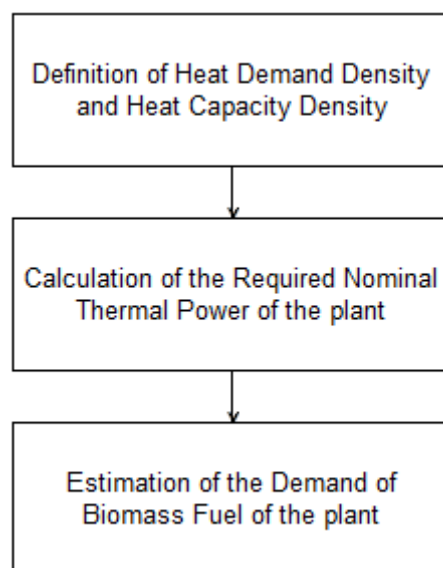 Definition of Heat Demand Density
and Heat Capacity Density
Calculation of the Required Nominal
Thermal Power of the plant
Estimation of the Demand of
Biomass Fuel of the plant